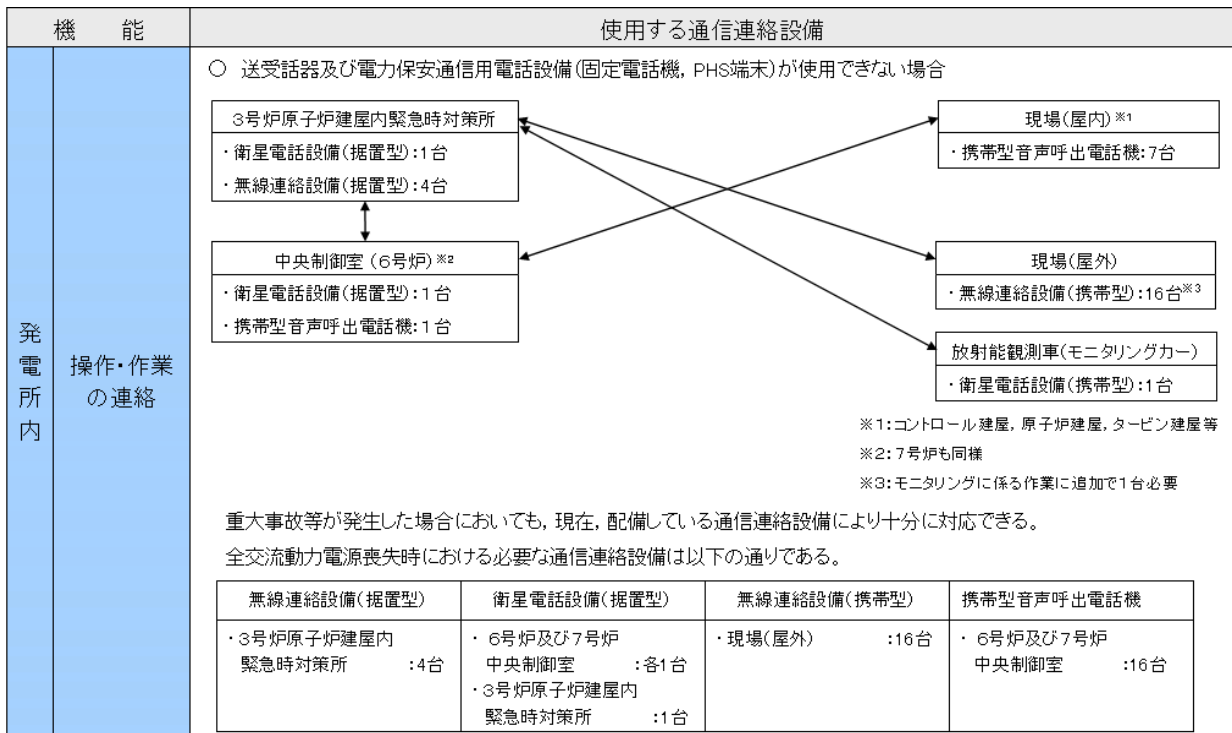 機　能
使用する通信連絡設備
発電所内
操作・作業
の連絡
○ 送受話器及び電力保安通信用電話設備(固定電話機, PHS端末)が使用できない場合
3号炉原子炉建屋内緊急時対策所
・衛星電話設備(据置型):1台
・無線連絡設備(据置型):4台
現場(屋内)※1
・携帯型音声呼出電話機:7台
中央制御室(6号炉)※2
・衛星電話設備(据置型):1台
・携帯型音声呼出電話機:1台
現場(屋外)
・無線連絡設備(携帯型):16台※3
放射能観測車(モニタリングカー)
・衛星電話設備(携帯型):1台
※1:コントロール建屋, 原子炉建屋, タービン建屋等
※2:7号炉も同様
※3:モニタリングに係る作業に追加で1台必要
重大事故等が発生した場合においても, 現在, 配備している通信連絡設備により十分に対応できる。
全交流動力電源喪失時における必要な通信連絡設備は以下の通りである。
無線連絡設備(据置型)
衛星電話設備(据置型)
無線連絡設備(携帯型)
携帯型音声呼出電話機
・3号炉原子炉建屋内
緊急時対策所 :4台
・6号炉及び7号炉
中央制御室 :各1台
・3号炉原子炉建屋内
緊急時対策所 :1台
・現場(屋外) :16台
・6号炉及び7号炉
中央制御室 :16台